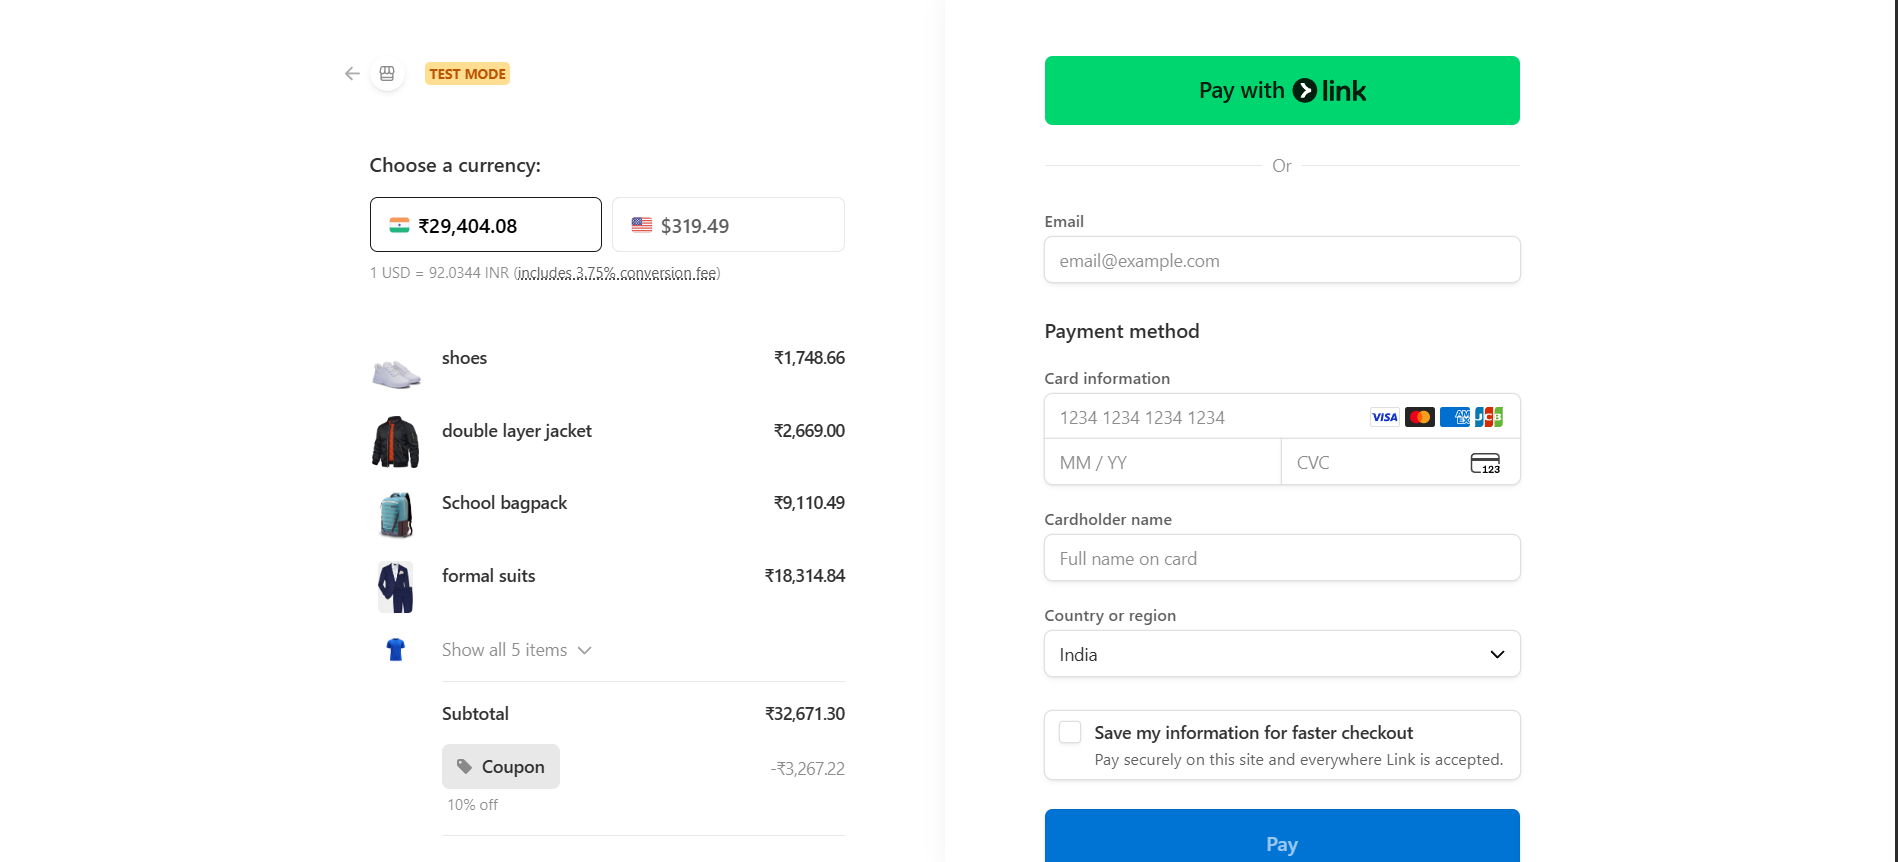 TEST MODE
Choose a currency:
₹29,404.08
$319.49
1 USD = 92.0344 INR (includes 3.75% conversion fee)
shoes ₹1,748.66
double layer jacket ₹2,669.00
School bagpack ₹9,110.49
formal suits ₹18,314.84
Show all 5 items
Subtotal ₹32,671.30
Coupon -₹3,267.22
10% off
Pay with link
Or
Email
email@example.com
Payment method
Card information
1234 1234 1234 1234 VISA AMEX JCB
MM / YY CVC 123
Cardholder name
Full name on card
Country or region
India
Save my information for faster checkout
Pay securely on this site and everywhere Link is accepted.
Pay